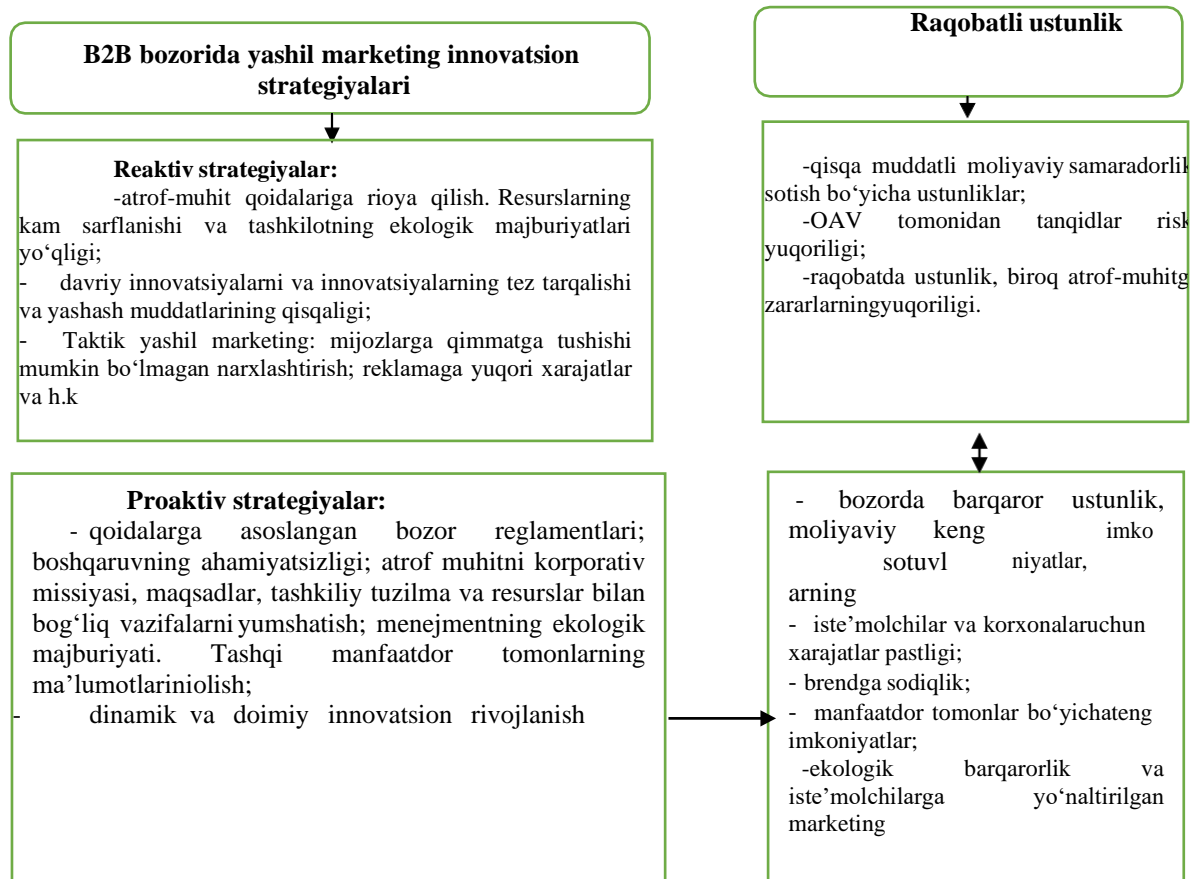 B2B bozorida yashil marketing innovatsion
strategiyalari
Reaktiv strategiyalar:
-atrof-muhit qoidalariga rioya qilish. Resurslarning
kam sarflanishi va tashkilotning ekologik majburiyatlari
yo‘qligi;
- davriy innovatsiyalarni va innovatsiyalarning tez tarqalishi
va yashash muddatlarining qisqaligi;
- Taktik yashil marketing: mijozlarga qimmatga tushishi
mumkin bo‘lmagan narxlashtirish; reklamaga yuqori xarajatlar
va h.k
Proaktiv strategiyalar:
- qoidalarga asoslangan bozor reglamentlari;
boshqaruvning ahamiyatsizligi; atrof muhitni korporativ
missiyasi, maqsadlar, tashkiliy tuzilma va resurslar bilan
bog‘liq vazifalarni yumshatish; menejmentning ekologik
majburiyati. Tashqi manfaatdor tomonlarning
ma’lumotlariniolish;
- dinamik va doimiy innovatsion rivojlanish
Raqobatli ustunlik
-qisqa muddatli moliyaviy samaradorlik
sotish bo‘yicha ustunliklar;
-OAV tomonidan tanqidlar risk
yuqoriligi;
-raqobatda ustunlik, biroq atrof-muhitg
zararlarningyuqoriligi.
- bozorda barqaror ustunlik,
moliyaviy keng imko
sotuvl niyatlar,
arning
- iste’molchilar va korxonalaruchun
xarajatlar pastligi;
- brendga sodiqlik;
- manfaatdor tomonlar bo‘yichateng
imkoniyatlar;
-ekologik barqarorlik va
iste’molchilarga yo‘naltirilgan
marketing